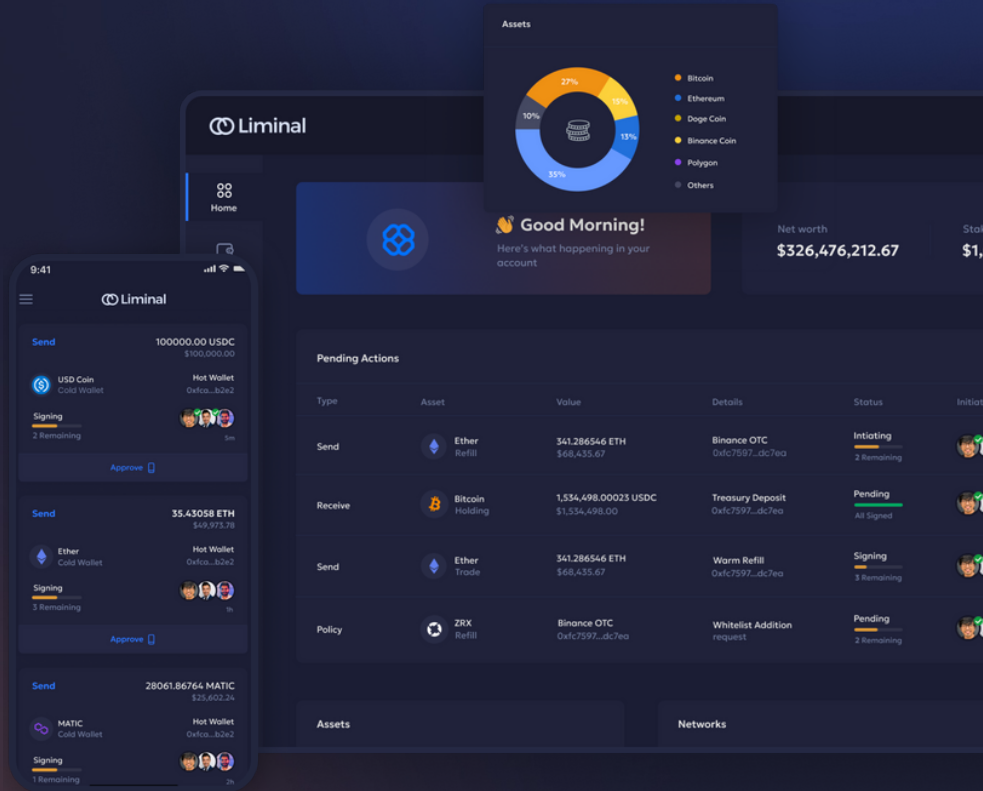 Assets
27%
15%
13%
35%
10%
Bitcoin
Ethereum
Doge Coin
Binance Coin
Polygon
Others
Liminal
Home
👋 Good Morning!
Here's what happening in your
account
Net worth
$326,476,212.67
Stak
$1,
Pending Actions
Type Asset Value Details Status Initiat
Send Ether 341.286546 ETH Binance OTC Intiating
Refill $68,435.67 0xfc7597...dc7ea 2 Remaining
Receive Bitcoin 1,534,498.00023 USDC Treasury Deposit Pending
Holding $1,534,498.00 0xfc7597...dc7ea All Signed
Send Ether 341.286546 ETH Warm Refill Signing
Trade $68,435.67 0xfc7597...dc7ea 3 Remaining
Policy ZRX Binance OTC Whitelist Addition Pending
Refill 0xfc7597...dc7ea request 2 Remaining
Assets
Networks
9:41
Liminal
Send 100000.00 USDC
$100,000.00
USD Coin Hot Wallet
Cold Wallet 0xfca...b2e2
Signing
2 Remaining 5m
Approve
Send 35.43058 ETH
$49,973.78
Ether Hot Wallet
Cold Wallet 0xfca...b2e2
Signing
3 Remaining 1h
Approve
Send 28061.86764 MATIC
$25,602.24
MATIC Hot Wallet
Cold Wallet 0xfca...b2e2
Signing
1 Remaining 2h